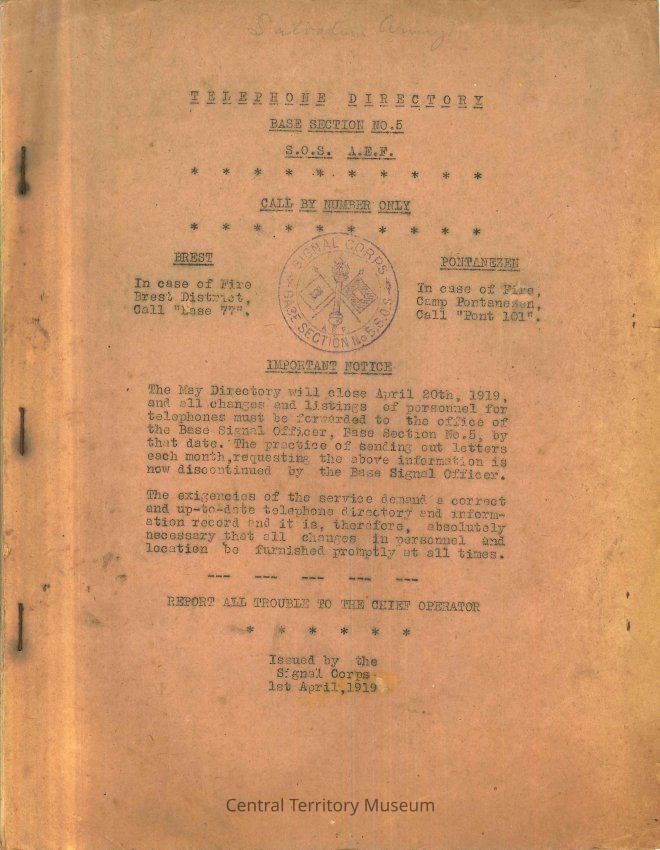 Salvation Army
TELEPHONE DIRECTORY
BASE SECTION NO.5
S.O.S. A.E.F.
* * * * * * * * * *
CALL BY NUMBER ONLY
* * * * * * * * * *
BREST
In case of Fire
Brest District,
Call "Base 77".
SIGNAL CORPS
BASE SECTION No 5, S.O.S.
A E F
PONTANEZEN
In case of Fire,
Camp Pontanezen,
Call "Pont 101".
IMPORTANT NOTICE
The May Directory will close April 20th, 1919,
and all changes and listings of personnel for
telephones must be forwarded to the office of
the Base Signal Officer, Base Section No.5, by
that date. The practice of sending out letters
each month,requesting the above information is
now discontinued by the Base Signal Officer.
The exigencies of the service demand a correct
and up-to-date telephone directory and inform-
ation record and it is, therefore, absolutely
necessary that all changes in personnel and
location be furnished promptly at all times.
--- --- --- --- ---
REPORT ALL TROUBLE TO THE CHIEF OPERATOR
* * * * * *
Issued by the
Signal Corps
1st April,1919
Central Territory Museum